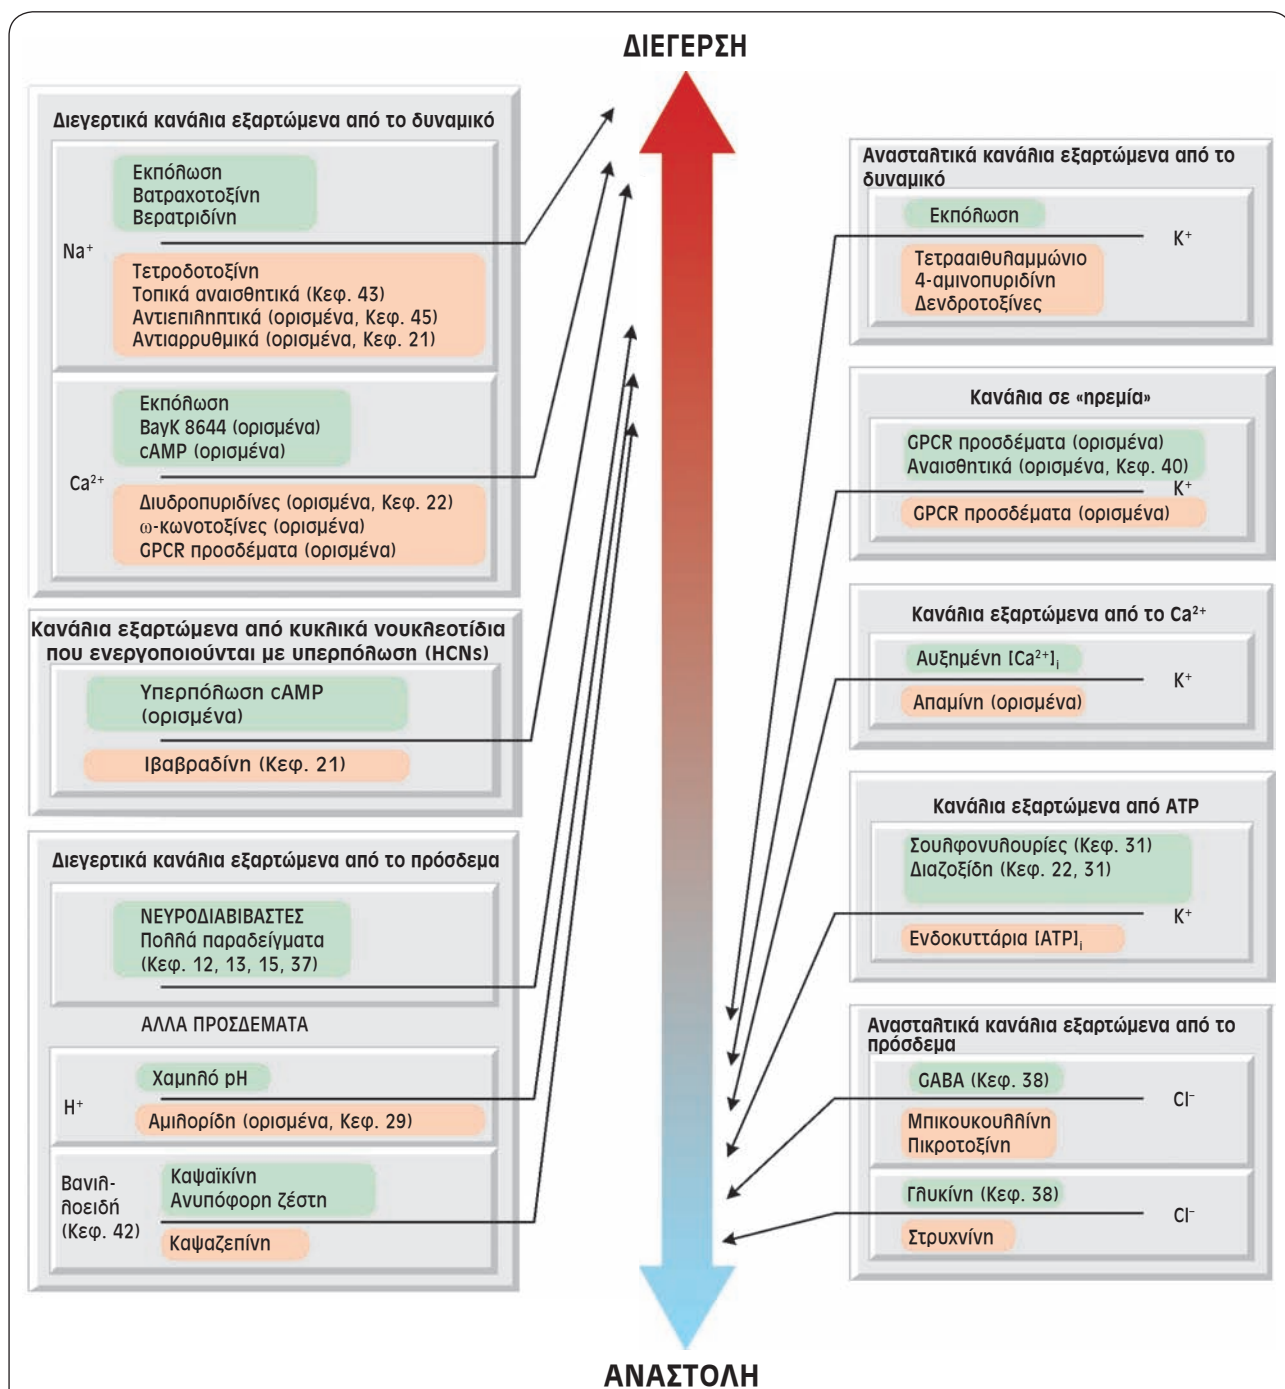 ΔΙΕΓΕΡΣΗ
Διεγερτικά κανάλια εξαρτώμενα από το δυναμικό
Εκπόλωση
Βατραχοτοξίνη
Βερατριδίνη
Na⁺
Τετροδοτοξίνη
Τοπικά αναισθητικά (Κεφ. 43)
Αντιεπιληπτικά (ορισμένα, Κεφ. 45)
Αντιαρρυθμικά (ορισμένα, Κεφ. 21)
Εκπόλωση
BayK 8644 (ορισμένα)
cAMP (ορισμένα)
Ca²⁺
Διυδροπυριδίνες (ορισμένα, Κεφ. 22)
ω-κωνοτοξίνες (ορισμένα)
GPCR προσδέματα (ορισμένα)
Κανάλια εξαρτώμενα από κυκλικά νουκλεοτίδια
που ενεργοποιούνται με υπερπόλωση (HCNs)
Υπερπόλωση cAMP
(ορισμένα)
Ιβαβραδίνη (Κεφ. 21)
Διεγερτικά κανάλια εξαρτώμενα από το πρόσδεμα
ΝΕΥΡΟΔΙΑΒΙΒΑΣΤΕΣ
Πολλά παραδείγματα
(Κεφ. 12, 13, 15, 37)
ΑΛΛΑ ΠΡΟΣΔΕΜΑΤΑ
Χαμηλό pH
H⁺
Αμιλορίδη (ορισμένα, Κεφ. 29)
Βανιλ-
λοειδή
(Κεφ. 42)
Καψαϊκίνη
Ανυπόφορη ζέστη
Καψαζεπίνη
Ανασταλτικά κανάλια εξαρτώμενα από το
δυναμικό
Εκπόλωση
K⁺
Τετρααιθυλαμμώνιο
4-αμινοπυριδίνη
Δενδροτοξίνες
Κανάλια σε «ηρεμία»
GPCR προσδέματα (ορισμένα)
Αναισθητικά (ορισμένα, Κεφ. 40)
K⁺
GPCR προσδέματα (ορισμένα)
Κανάλια εξαρτώμενα από το Ca²⁺
Αυξημένη [Ca²⁺]ᵢ
K⁺
Απαμίνη (ορισμένα)
Κανάλια εξαρτώμενα από ATP
Σουλφονυλουρίες (Κεφ. 31)
Διαζοξίδη (Κεφ. 22, 31)
K⁺
Ενδοκυττάρια [ATP]ᵢ
Ανασταλτικά κανάλια εξαρτώμενα από το
πρόσδεμα
GABA (Κεφ. 38)
Cl⁻
Μπικουκουλλίνη
Πικροτοξίνη
Γλυκίνη (Κεφ. 38)
Cl⁻
Στρυχνίνη
ΑΝΑΣΤΟΛΗ